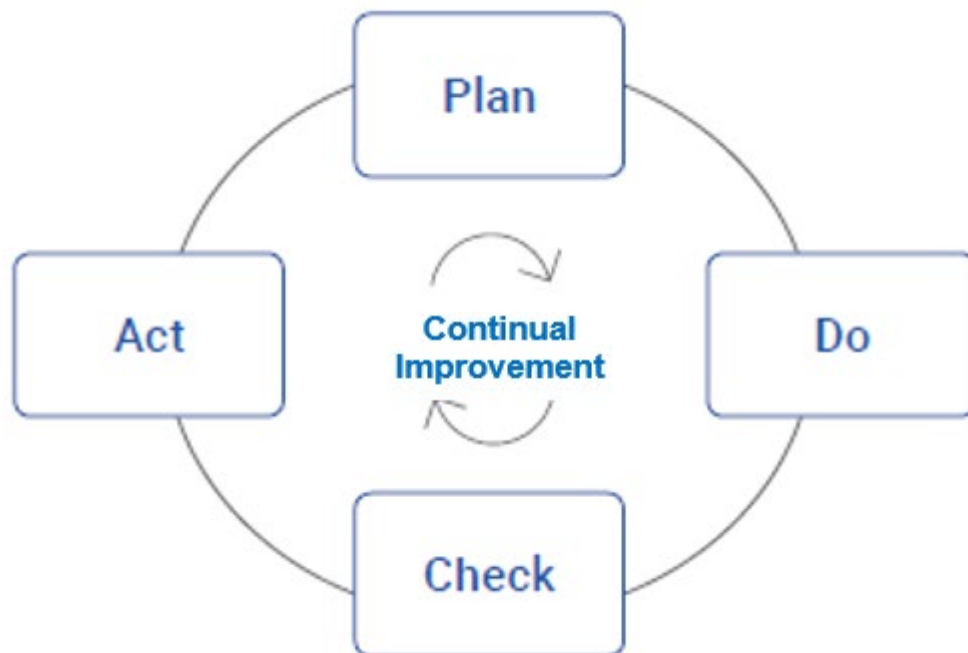 Plan
Act
Continual
Improvement
Do
Check